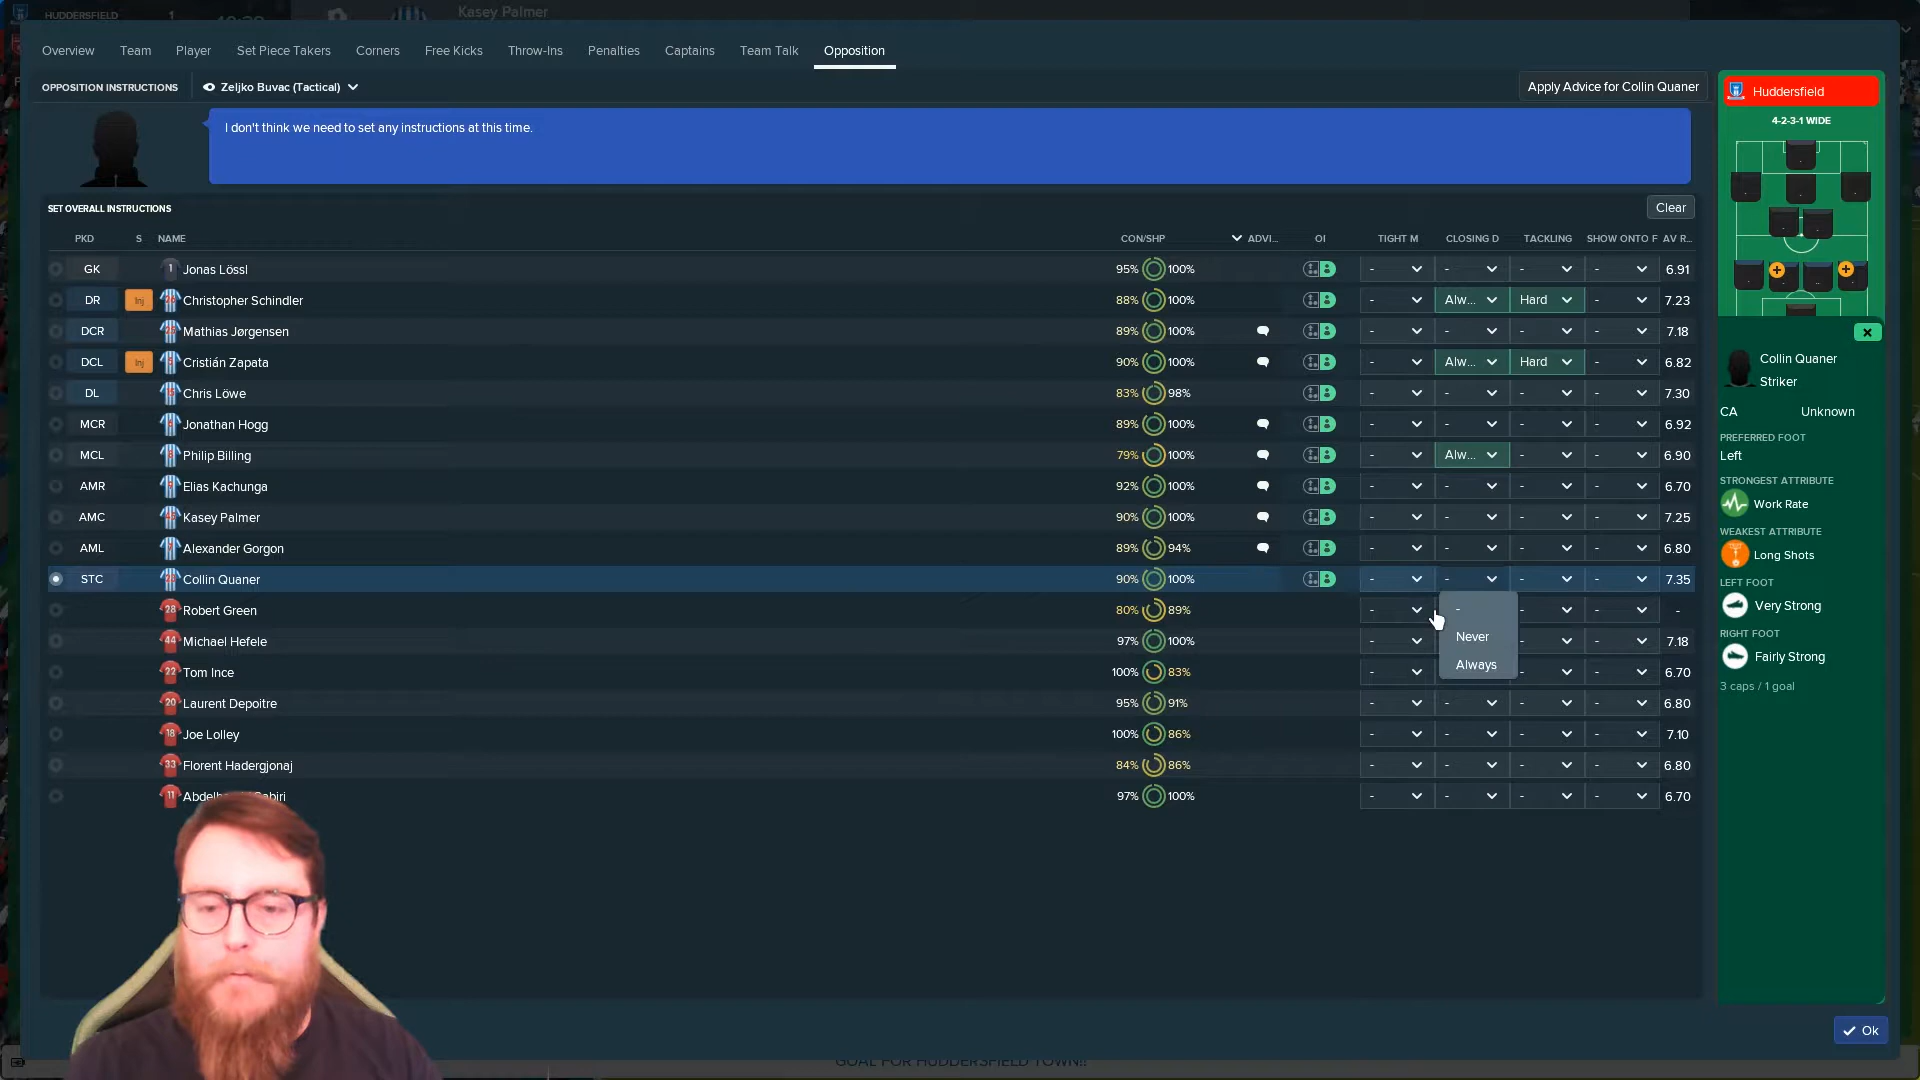 HUDDERSFIELD 1
Kasey Palmer
Overview Team Player Set Piece Takers Corners Free Kicks Throw-Ins Penalties Captains Team Talk Opposition
OPPOSITION INSTRUCTIONS Zeljko Buvac (Tactical) Apply Advice for Collin Quaner
I don't think we need to set any instructions at this time.
SET OVERALL INSTRUCTIONS Clear
PKD S NAME CON/SHP ADVI... OI TIGHT M CLOSING D TACKLING SHOW ONTO F AV R...
GK 1 Jonas Lössl 95% 100% - - - - 6.91
DR Inj Christopher Schindler 88% 100% - Alw... Hard - 7.23
DCR Mathias Jørgensen 89% 100% - - - - 7.18
DCL Inj Cristián Zapata 90% 100% - Alw... Hard - 6.82
DL Chris Löwe 83% 98% - - - - 7.30
MCR Jonathan Hogg 89% 100% - - - - 6.92
MCL Philip Billing 79% 100% - Alw... - - 6.90
AMR Elias Kachunga 92% 100% - - - - 6.70
AMC Kasey Palmer 90% 100% - - - - 7.25
AML Alexander Gorgon 89% 94% - - - - 6.80
STC Collin Quaner 90% 100% - - - - 7.35
28 Robert Green 80% 89% - - - - -
44 Michael Hefele 97% 100% - Never - - 7.18
22 Tom Ince 100% 83% - Always - - 6.70
20 Laurent Depoitre 95% 91% - - - - 6.80
18 Joe Lolley 100% 86% - - - - 7.10
33 Florent Hadergjonaj 84% 86% - - - - 6.80
11 97% 100% - - - - 6.70
Huddersfield
4-2-3-1 WIDE
Collin Quaner
Striker
CA Unknown
PREFERRED FOOT
Left
STRONGEST ATTRIBUTE
Work Rate
WEAKEST ATTRIBUTE
Long Shots
LEFT FOOT
Very Strong
RIGHT FOOT
Fairly Strong
3 caps / 1 goal
Ok
GOAL FOR HUDDERSFIELD TOWN!!